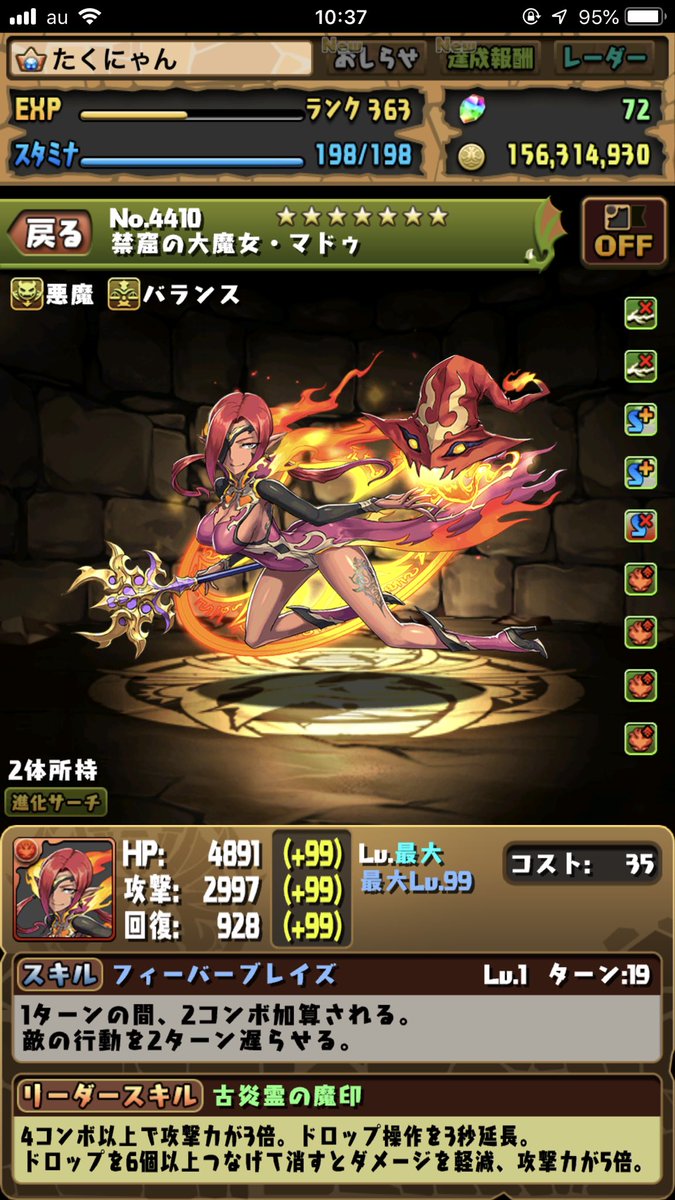 au 10:37 95%
たくにゃん New おしらせ New 達成報酬 レーダー
EXP ランク363 72
スタミナ 198/198 156,314,930
戻る No.4410 ★★★★★★★ OFF
禁窟の大魔女・マドゥ
悪魔 バランス
2体所持
進化サーチ
HP: 4891 (+99) Lv.最大 コスト: 35
攻撃: 2997 (+99) 最大Lv.99
回復: 928 (+99)
スキル フィーバーブレイズ Lv.1 ターン:19
1ターンの間、2コンボ加算される。
敵の行動を2ターン遅らせる。
リーダースキル 古炎霊の魔印
4コンボ以上で攻撃力が3倍。ドロップ操作を3秒延長。
ドロップを6個以上つなげて消すとダメージを軽減、攻撃力が5倍。